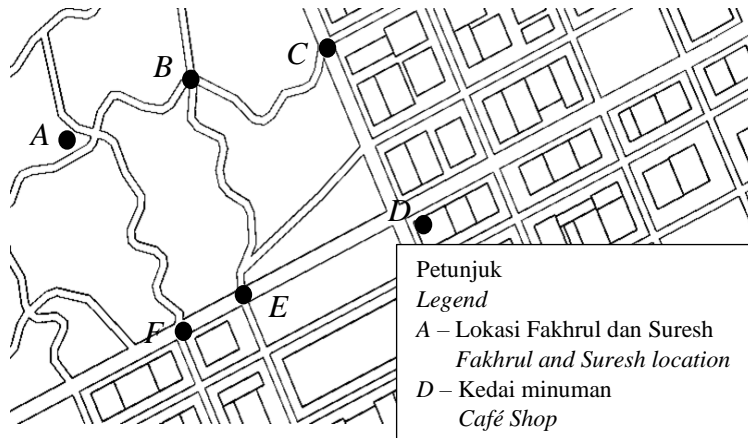 C
B
A
D
E
F
Petunjuk
Legend
A – Lokasi Fakhrul dan Suresh
Fakhrul and Suresh location
D – Kedai minuman
Café Shop